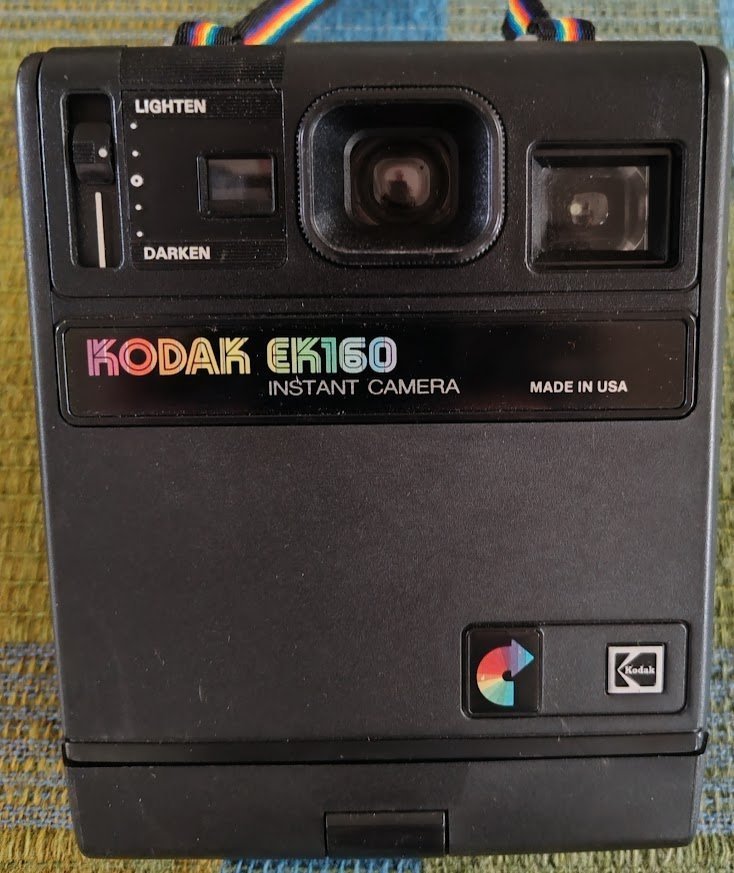 LIGHTEN
DARKEN
KODAK EK160
INSTANT CAMERA
MADE IN USA
Kodak